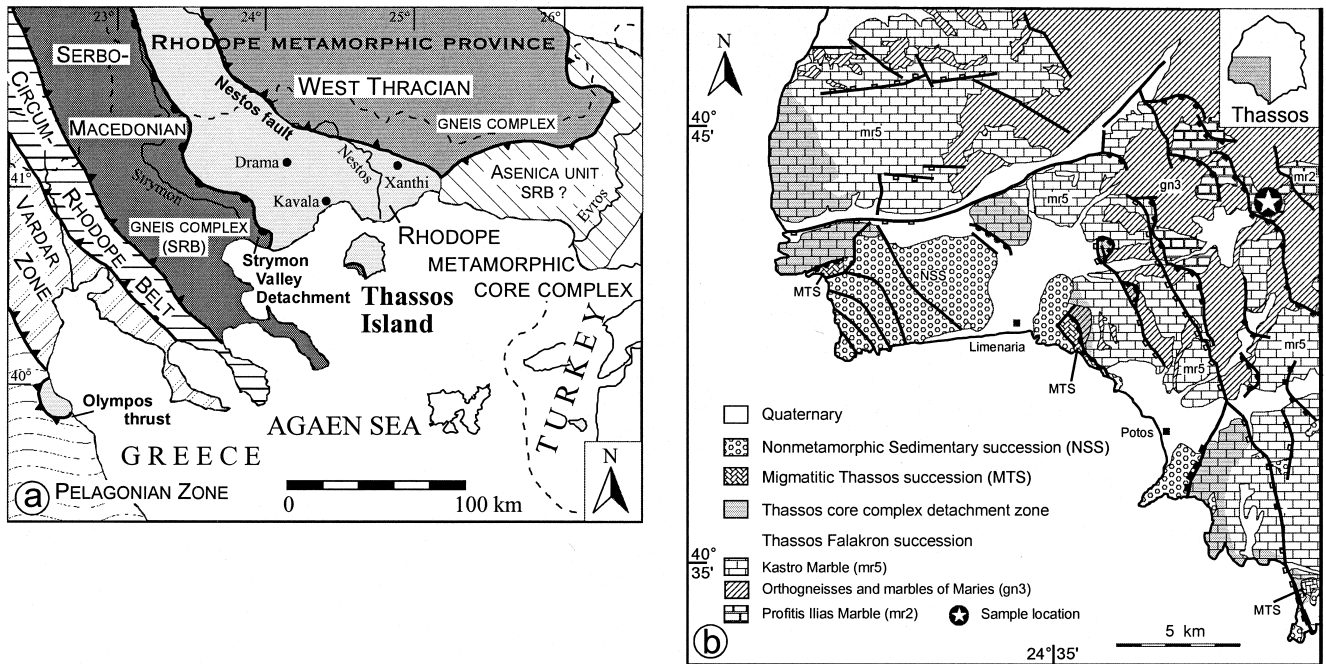 23°
24°
25°
26°
RHODOPE METAMORPHIC PROVINCE
SERBO-
WEST THRACIAN
GNEIS COMPLEX
Nestos fault
CIRCUM-
MACEDONIAN
Drama
Nestos
Xanthi
ASENICA UNIT
SRB ?
41°
Strymon
Kavala
Evros
RHODOPE
GNEIS COMPLEX
(SRB)
VARDAR
ZONE
BELT
Strymon
Valley
Detachment
RHODOPE
METAMORPHIC
CORE COMPLEX
Thassos
Island
TURKEY
40°
Olympos
thrust
AGAEN SEA
GREECE
PELAGONIAN ZONE
0
100 km
N
a
N
Thassos
40°
45'
mr5
gn3
mr2
mr5
NSS
MTS
Limenaria
mr5
mr5
MTS
Potos
Quaternary
Nonmetamorphic Sedimentary succession (NSS)
Migmatitic Thassos succession (MTS)
Thassos core complex detachment zone
Thassos Falakron succession
40°
35'
Kastro Marble (mr5)
Orthogneisses and marbles of Maries (gn3)
Profitis Ilias Marble (mr2)
Sample location
MTS
b
5 km
24° 35'